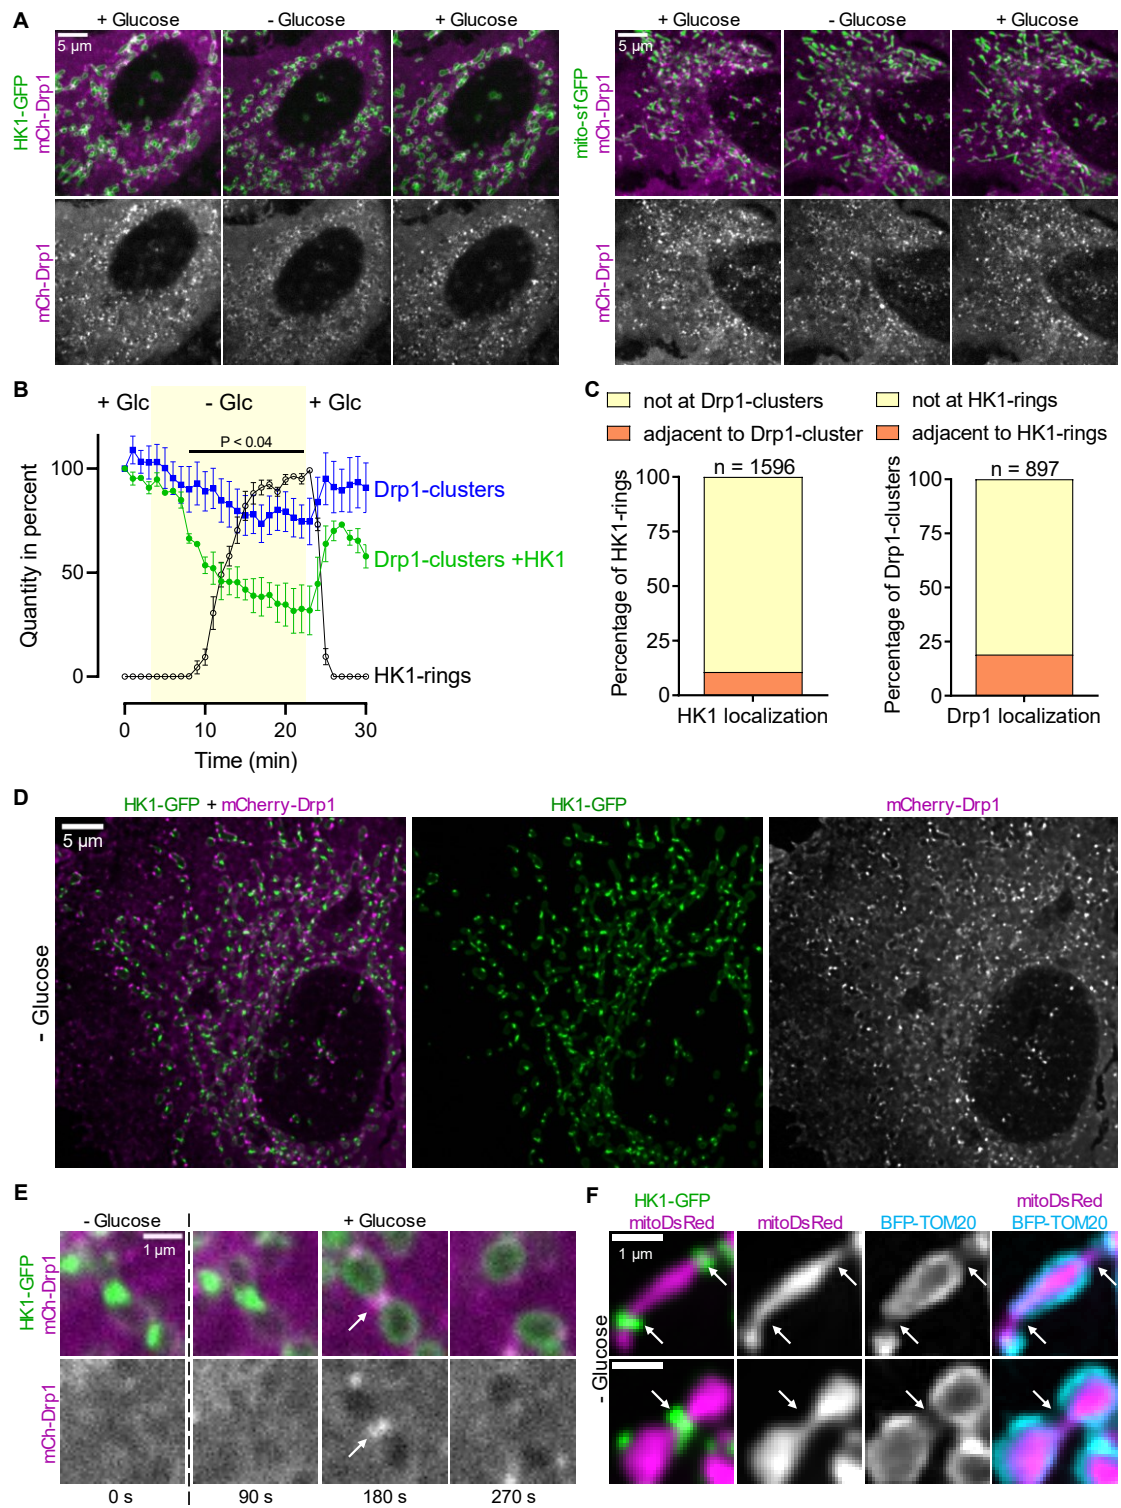 A
+ Glucose
- Glucose
+ Glucose
+ Glucose
- Glucose
+ Glucose
5 µm
5 µm
HK1-GFP
mCh-Drp1
mito-sfGFP
mCh-Drp1
mCh-Drp1
mCh-Drp1
B
+ Glc
- Glc
+ Glc
P < 0.04
100
50
0
Quantity in percent
Drp1-clusters
Drp1-clusters +HK1
HK1-rings
0
10
20
30
Time (min)
C
not at Drp1-clusters
adjacent to Drp1-cluster
not at HK1-rings
adjacent to HK1-rings
n = 1596
100
75
50
25
0
Percentage of HK1-rings
HK1 localization
n = 897
100
75
50
25
0
Percentage of Drp1-clusters
Drp1 localization
D
HK1-GFP + mCherry-Drp1
HK1-GFP
mCherry-Drp1
5 µm
- Glucose
E
- Glucose
+ Glucose
1 µm
HK1-GFP
mCh-Drp1
mCh-Drp1
0 s
90 s
180 s
270 s
F
HK1-GFP
mitoDsRed
mitoDsRed
BFP-TOM20
mitoDsRed
BFP-TOM20
1 µm
- Glucose